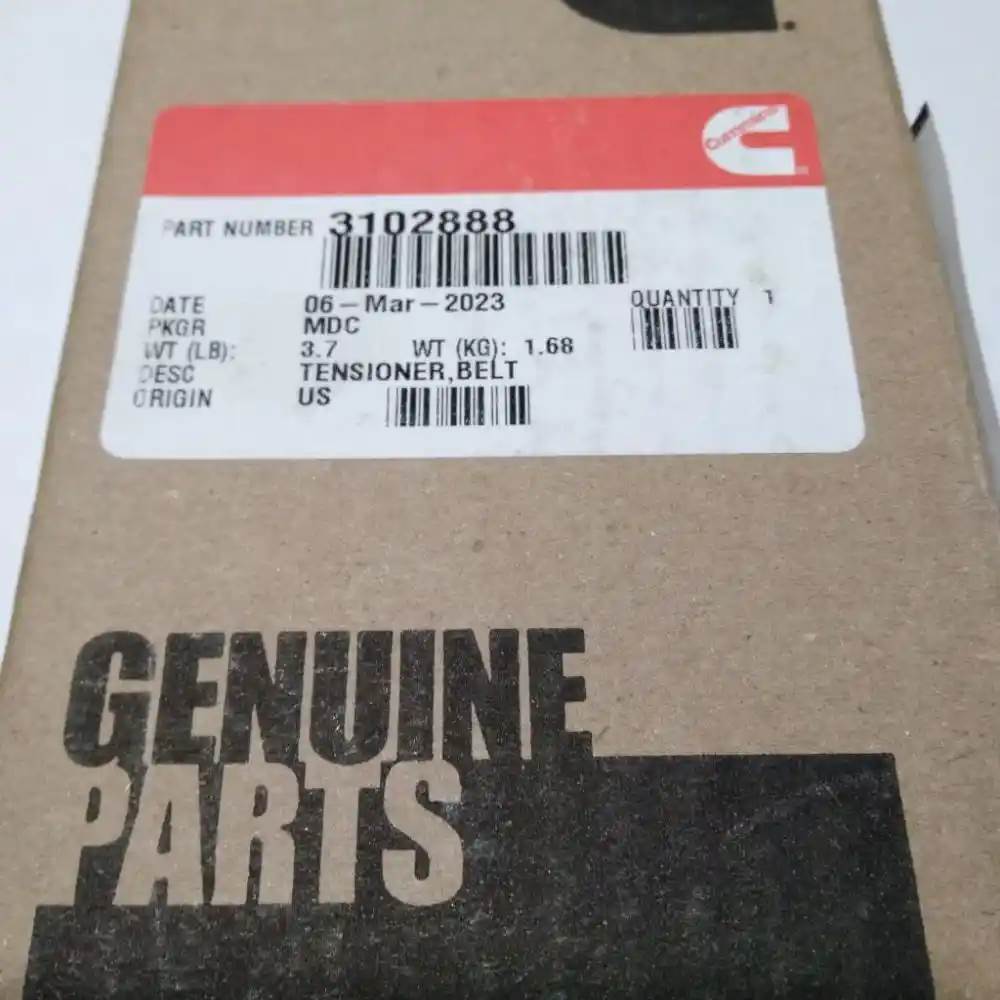 Cummins
PART NUMBER 3102888
DATE 06-Mar-2023 QUANTITY 1
PKGR MDC
WT (LB): 3.7 WT (KG): 1.68
DESC TENSIONER,BELT
ORIGIN US
GENUINE
PARTS